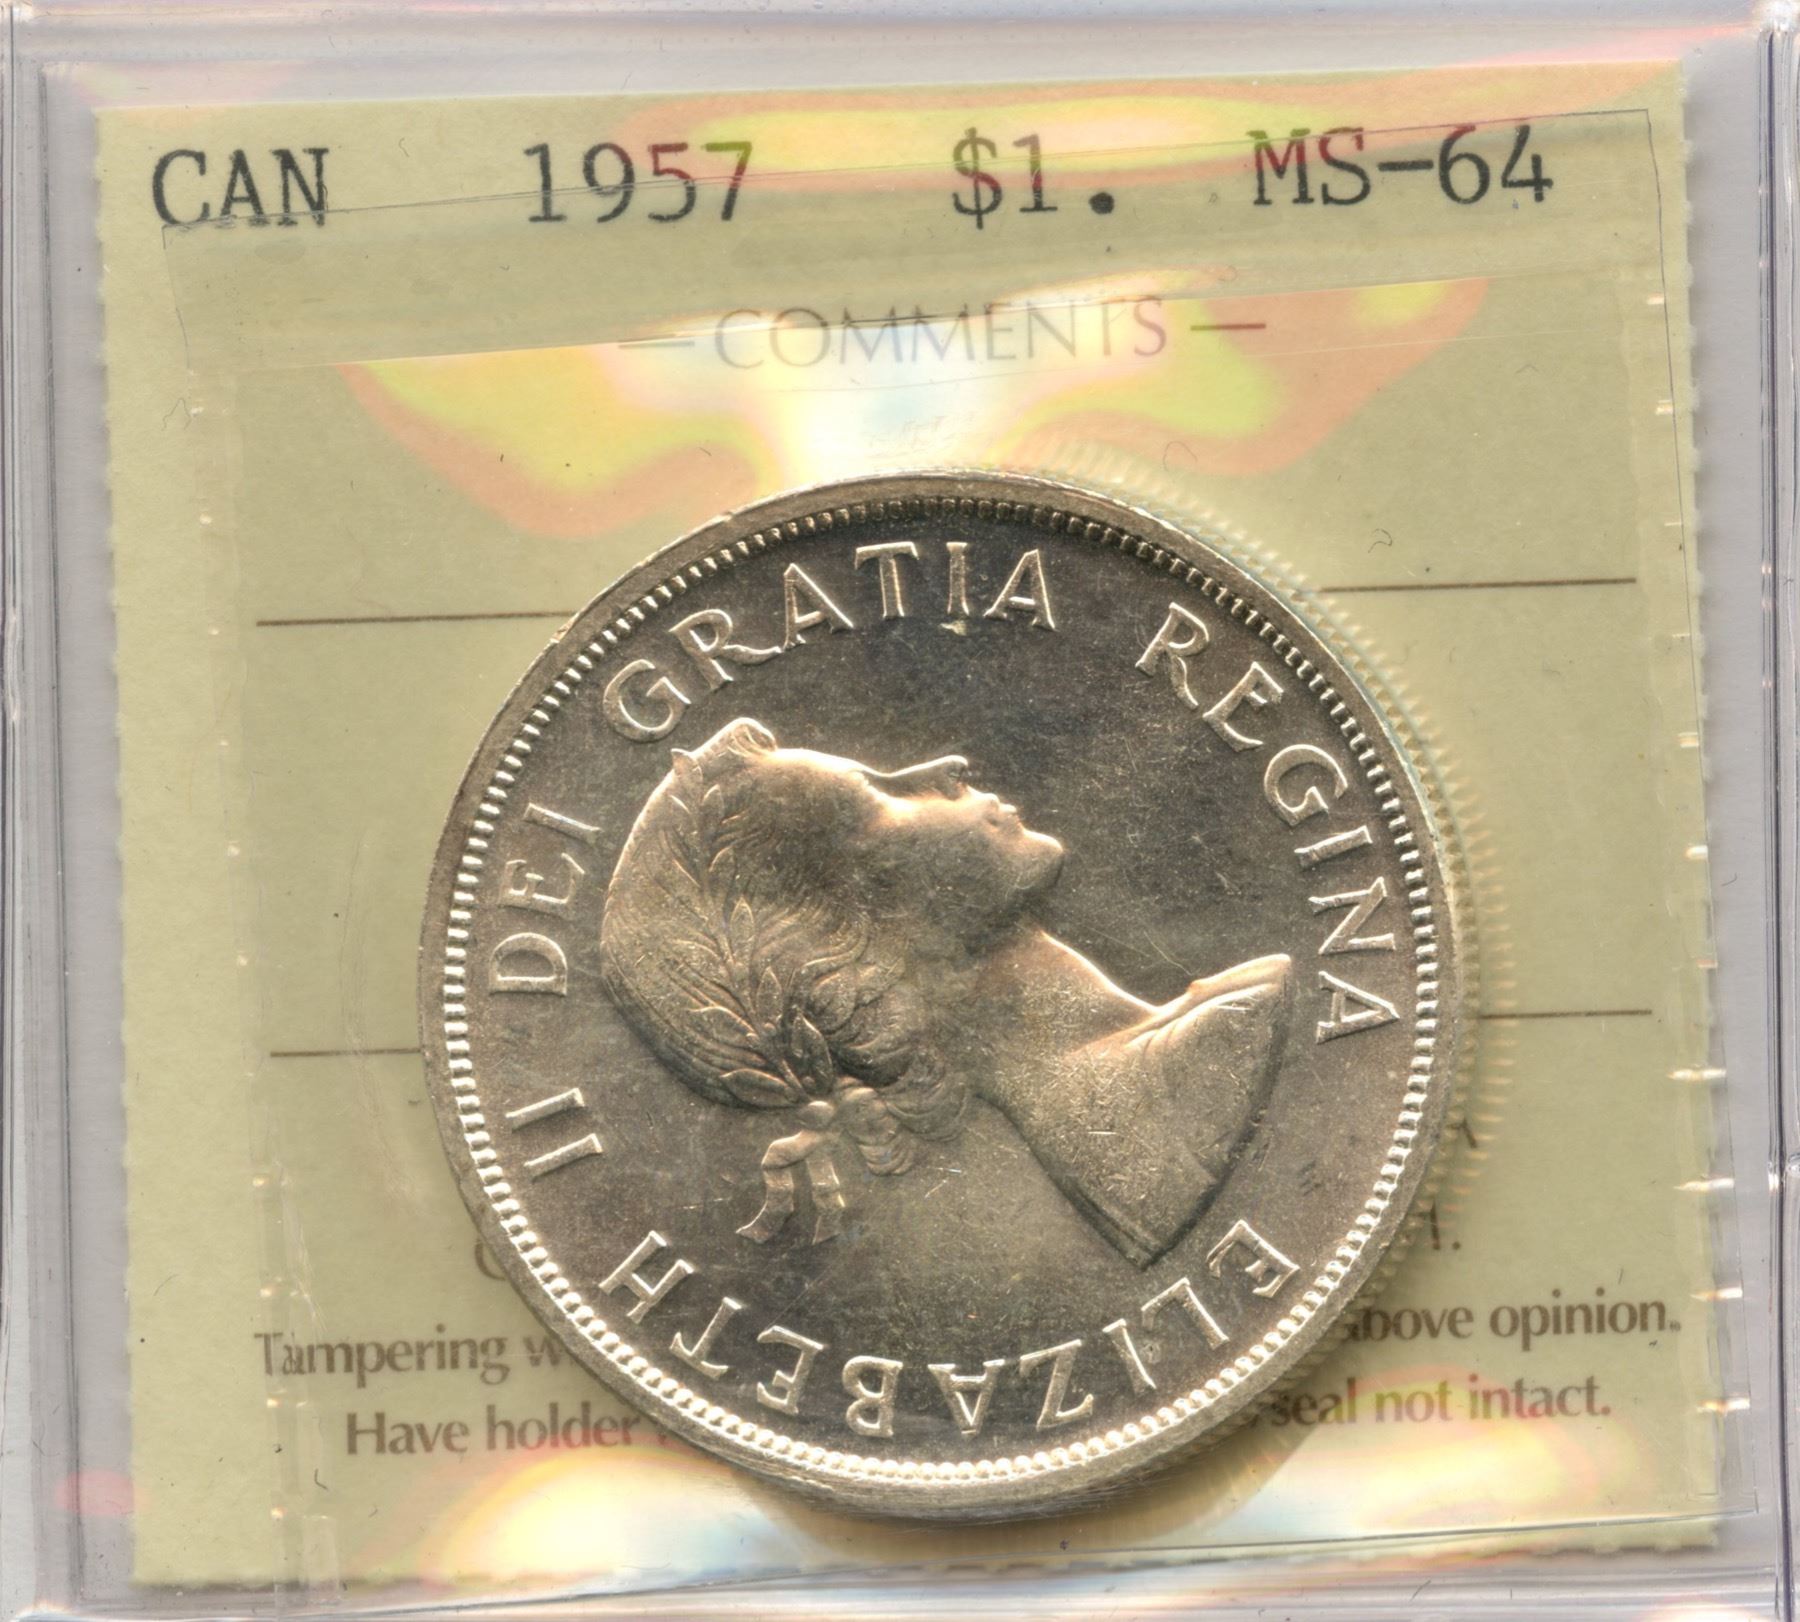 CAN 1957 $1. MS-64
— COMMENTS —
ELIZABETH II DEI GRATIA REGINA
Tampering above opinion.
Have holder seal not intact.